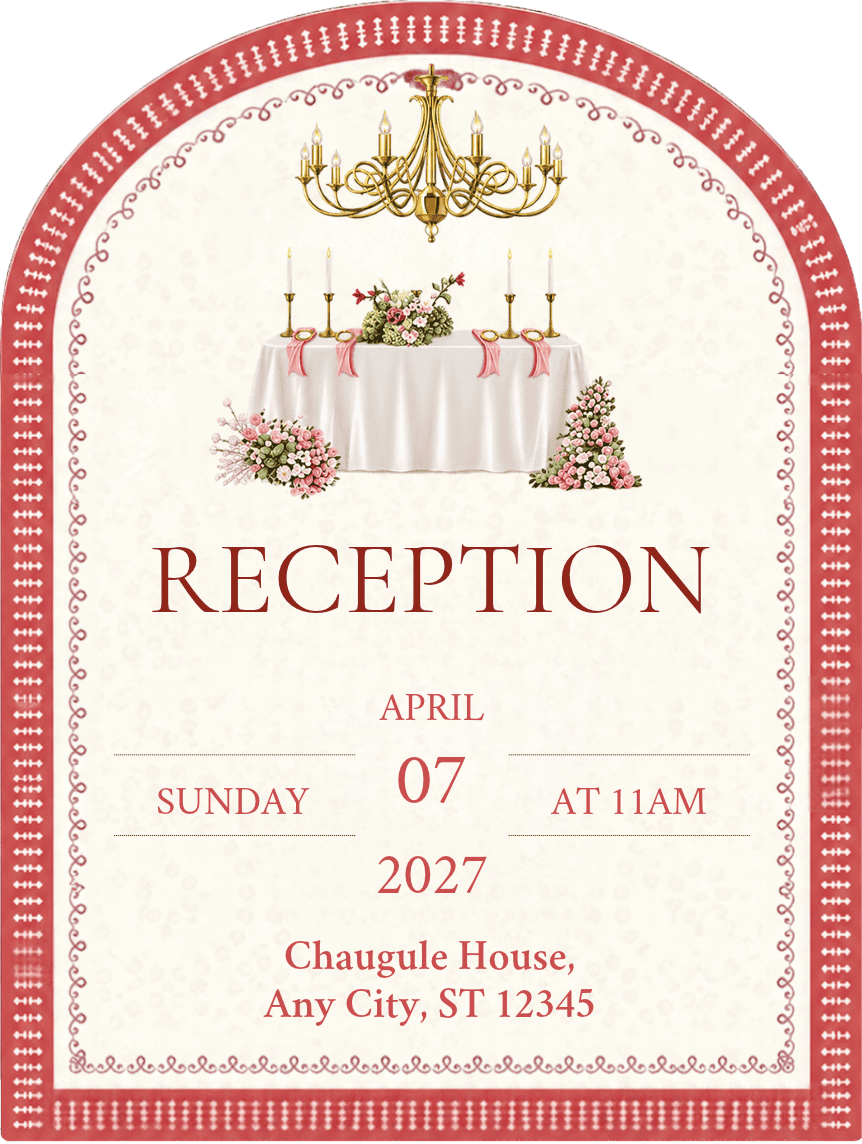 RECEPTION
APRIL
SUNDAY
07
AT 11AM
2027
Chaugule House,
Any City, ST 12345